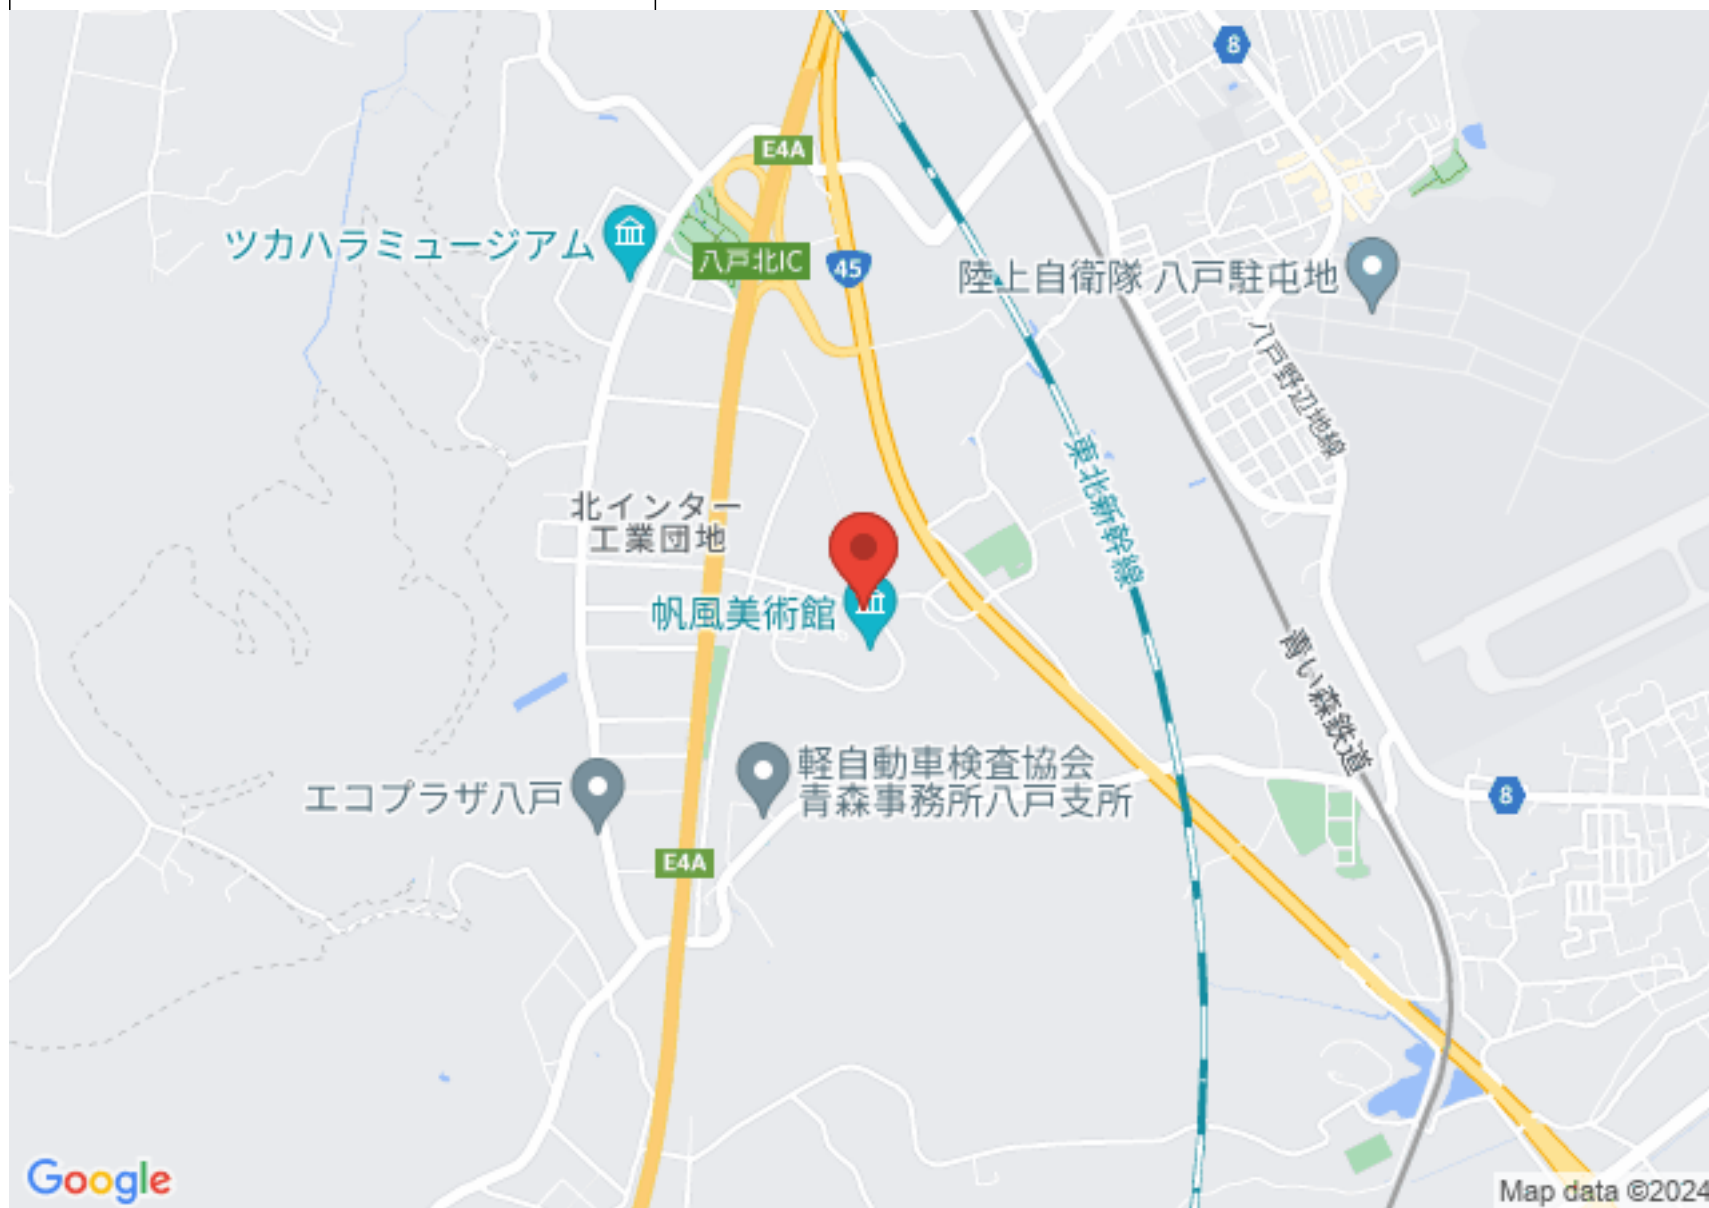 8
E4A
ツカハラミュージアム
八戸北IC
45
陸上自衛隊 八戸駐屯地
八戸野辺地線
東北新幹線
北インター
工業団地
帆風美術館
青い森鉄道
軽自動車検査協会
青森事務所八戸支所
エコプラザ八戸
8
E4A
Google
Map data ©2024